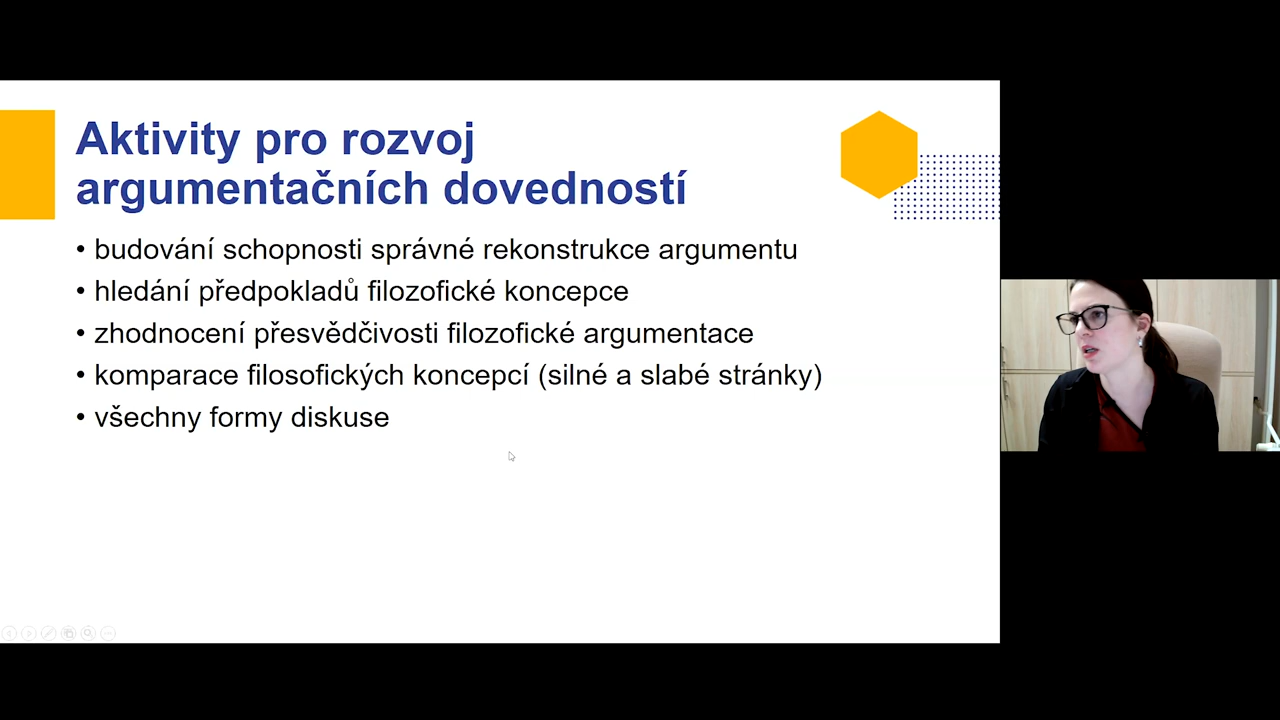 Aktivity pro rozvoj
argumentačních dovedností
• budování schopnosti správné rekonstrukce argumentu
• hledání předpokladů filozofické koncepce
• zhodnocení přesvědčivosti filozofické argumentace
• komparace filosofických koncepcí (silné a slabé stránky)
• všechny formy diskuse